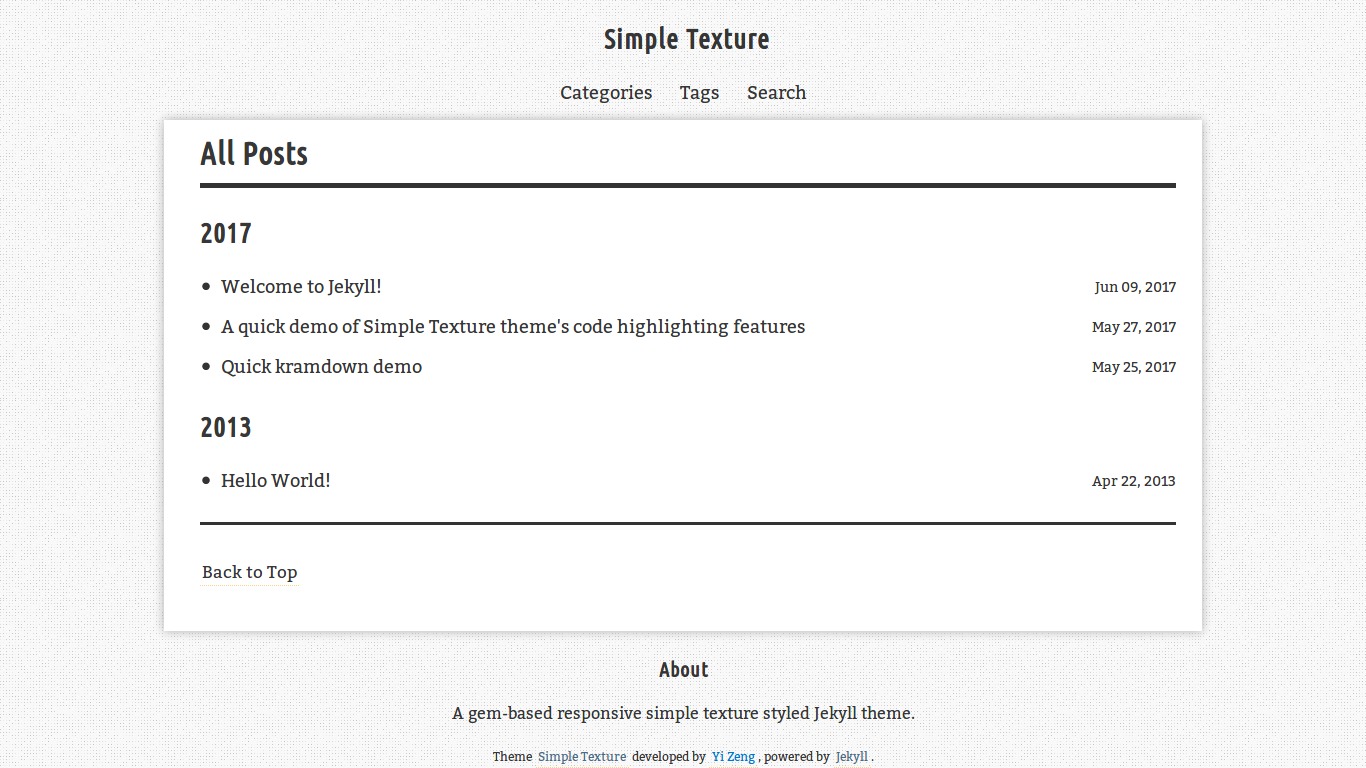 Simple Texture
Categories Tags Search
All Posts
2017
• Welcome to Jekyll! Jun 09, 2017
• A quick demo of Simple Texture theme's code highlighting features May 27, 2017
• Quick kramdown demo May 25, 2017
2013
• Hello World! Apr 22, 2013
Back to Top
About
A gem-based responsive simple texture styled Jekyll theme.
Theme Simple Texture developed by Yi Zeng, powered by Jekyll.